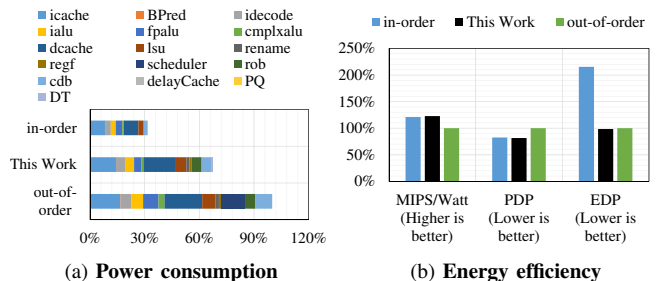 icache BPred idecode
ialu fpalu cmplxalu
dcache lsu rename
regf scheduler rob
cdb delayCache PQ
DT
in-order
This Work
out-of-
order
0% 30% 60% 90% 120%
(a) Power consumption
in-order This Work out-of-order
250%
200%
150%
100%
50%
0%
MIPS/Watt PDP EDP
(Higher is (Lower is (Lower is
better) better) better)
(b) Energy efficiency